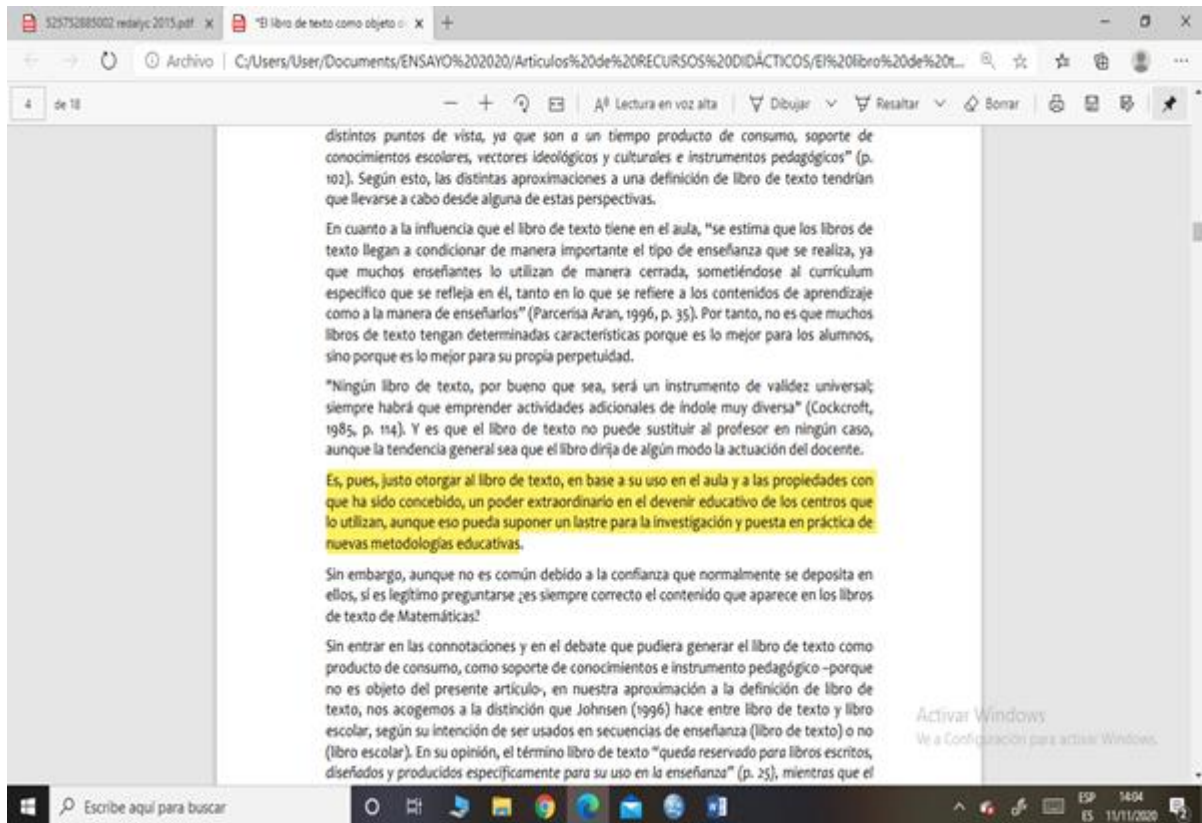 525752885002 redalyc 2015.pdf
"El libro de texto como objeto d
Archivo
C:/Users/User/Documents/ENSAYO%202020/Articulos%20de%20RECURSOS%20DIDÁCTICOS/El%20libro%20de%20t...
4 de 18
Lectura en voz alta
Dibujar
Resaltar
Borrar
distintos puntos de vista, ya que son a un tiempo producto de consumo, soporte de
conocimientos escolares, vectores ideológicos y culturales e instrumentos pedagógicos" (p.
102). Según esto, las distintas aproximaciones a una definición de libro de texto tendrían
que llevarse a cabo desde alguna de estas perspectivas.
En cuanto a la influencia que el libro de texto tiene en el aula, "se estima que los libros de
texto llegan a condicionar de manera importante el tipo de enseñanza que se realiza, ya
que muchos enseñantes lo utilizan de manera cerrada, sometiéndose al currículum
específico que se refleja en él, tanto en lo que se refiere a los contenidos de aprendizaje
como a la manera de enseñarlos" (Parcerisa Aran, 1996, p. 35). Por tanto, no es que muchos
libros de texto tengan determinadas características porque es lo mejor para los alumnos,
sino porque es lo mejor para su propia perpetuidad.
"Ningún libro de texto, por bueno que sea, será un instrumento de validez universal;
siempre habrá que emprender actividades adicionales de índole muy diversa" (Cockcroft,
1985, p. 114). Y es que el libro de texto no puede sustituir al profesor en ningún caso,
aunque la tendencia general sea que el libro dirija de algún modo la actuación del docente.
Es, pues, justo otorgar al libro de texto, en base a su uso en el aula y a las propiedades con
que ha sido concebido, un poder extraordinario en el devenir educativo de los centros que
lo utilizan, aunque eso pueda suponer un lastre para la investigación y puesta en práctica de
nuevas metodologías educativas.
Sin embargo, aunque no es común debido a la confianza que normalmente se deposita en
ellos, sí es legítimo preguntarse ¿es siempre correcto el contenido que aparece en los libros
de texto de Matemáticas?
Sin entrar en las connotaciones y en el debate que pudiera generar el libro de texto como
producto de consumo, como soporte de conocimientos e instrumento pedagógico –porque
no es objeto del presente artículo-, en nuestra aproximación a la definición de libro de
texto, nos acogemos a la distinción que Johnsen (1996) hace entre libro de texto y libro
escolar, según su intención de ser usados en secuencias de enseñanza (libro de texto) o no
(libro escolar). En su opinión, el término libro de texto "queda reservado para libros escritos,
diseñados y producidos específicamente para su uso en la enseñanza" (p. 25), mientras que el
Activar Windows
Ve a Configuración para activar Windows.
Escribe aquí para buscar
ESP
ES
14:04
11/11/2020